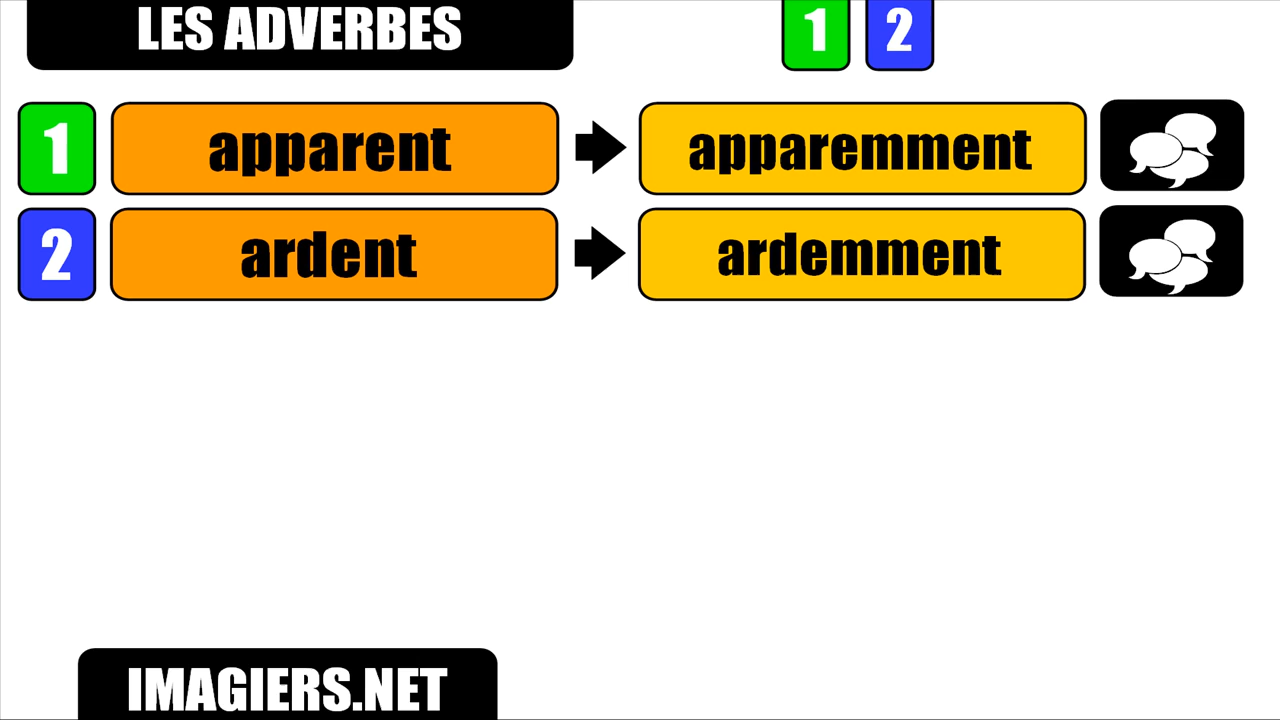 LES ADVERBES
1 2
1 apparent apparemment
2 ardent ardemment
IMAGIERS.NET